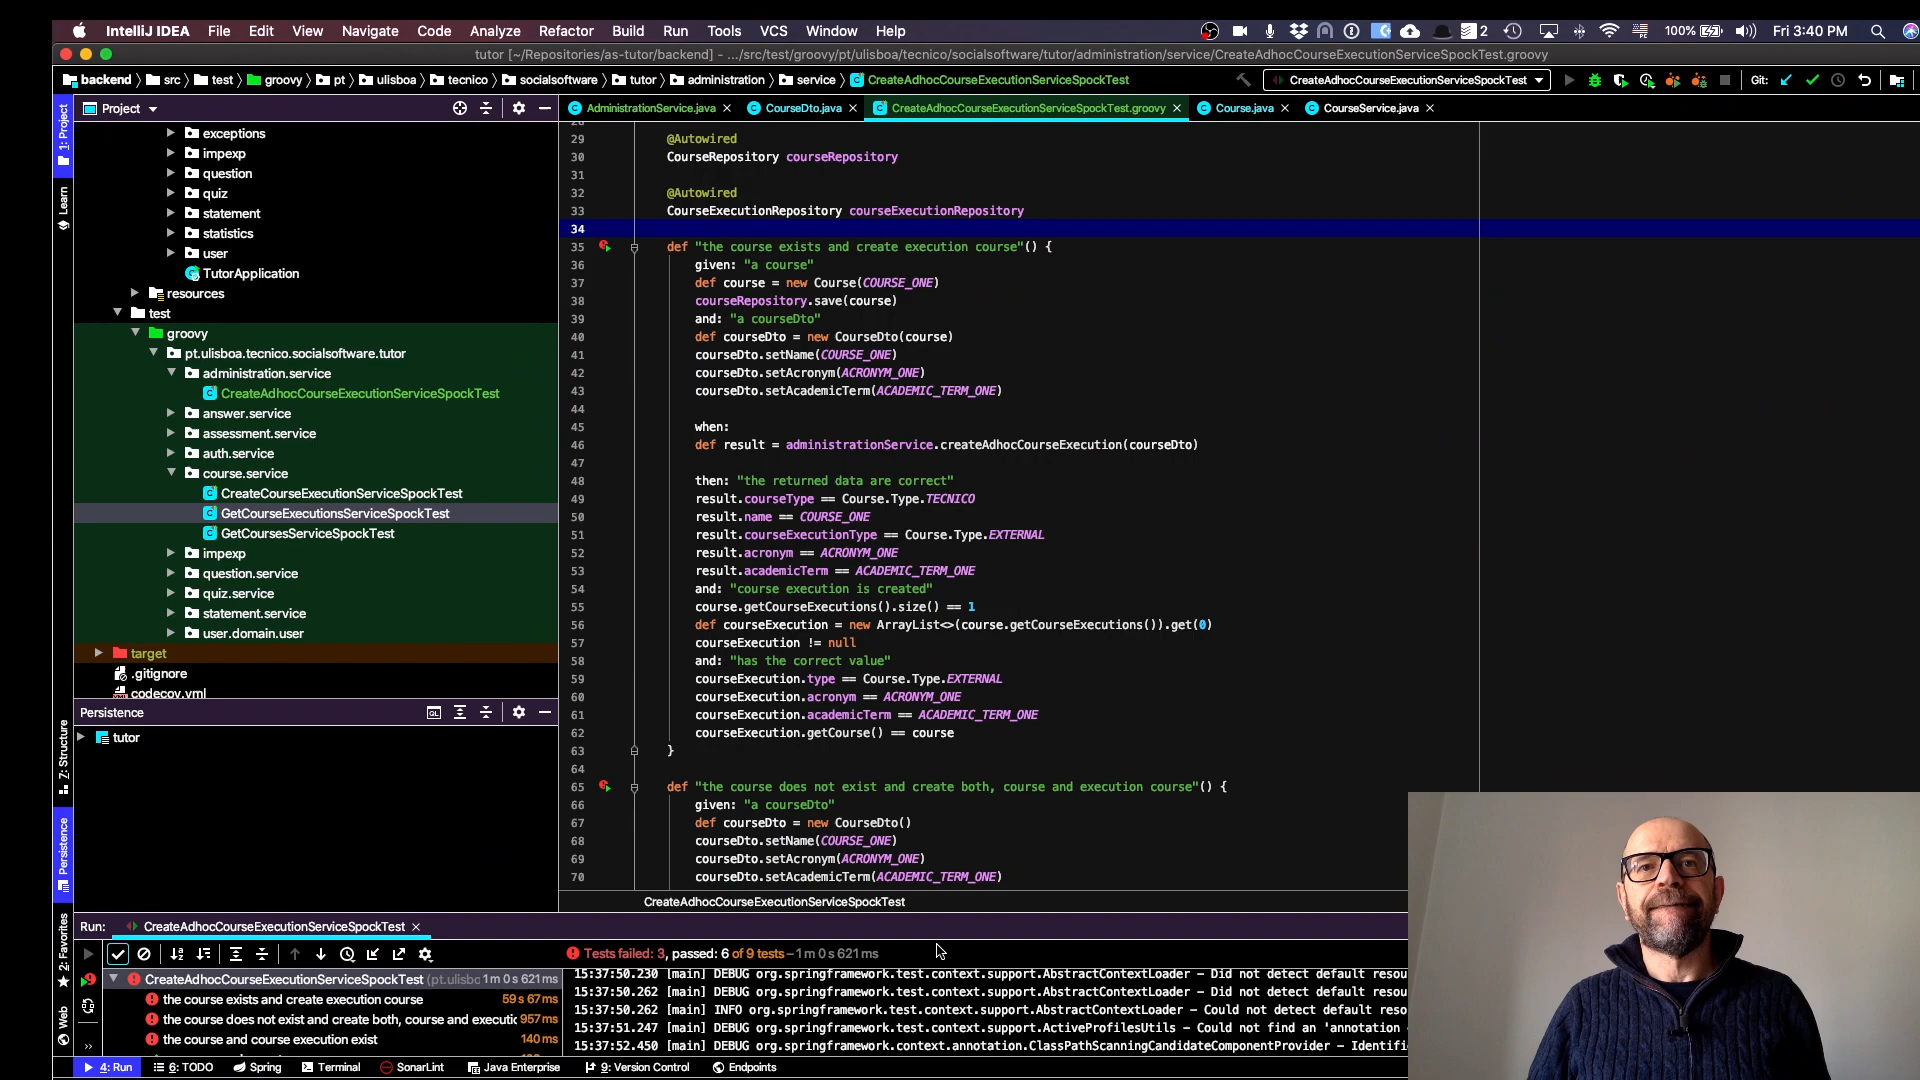 IntelliJ IDEA File Edit View Navigate Code Analyze Refactor Build Run Tools VCS Window Help 2 100% Fri 3:40 PM
tutor [~/Repositories/as-tutor/backend] - .../src/test/groovy/pt/ulisboa/tecnico/socialsoftware/tutor/administration/service/CreateAdhocCourseExecutionServiceSpockTest.groovy
backend src test groovy pt ulisboa tecnico socialsoftware tutor administration service CreateAdhocCourseExecutionServiceSpockTest CreateAdhocCourseExecutionServiceSpockTest Git:
1: Project
Learn
7: Structure
Persistence
2: Favorites
Web
Project
AdministrationService.java CourseDto.java CreateAdhocCourseExecutionServiceSpockTest.groovy Course.java CourseService.java
exceptions
impexp
question
quiz
statement
statistics
user
TutorApplication
resources
test
groovy
pt.ulisboa.tecnico.socialsoftware.tutor
administration.service
CreateAdhocCourseExecutionServiceSpockTest
answer.service
assessment.service
auth.service
course.service
CreateCourseExecutionServiceSpockTest
GetCourseExecutionsServiceSpockTest
GetCoursesServiceSpockTest
impexp
question.service
quiz.service
statement.service
user.domain.user
target
.gitignore
codecov.yml
Persistence
tutor
29 @Autowired
30 CourseRepository courseRepository
31
32 @Autowired
33 CourseExecutionRepository courseExecutionRepository
34
35 def "the course exists and create execution course"() {
36 given: "a course"
37 def course = new Course(COURSE_ONE)
38 courseRepository.save(course)
39 and: "a courseDto"
40 def courseDto = new CourseDto(course)
41 courseDto.setName(COURSE_ONE)
42 courseDto.setAcronym(ACRONYM_ONE)
43 courseDto.setAcademicTerm(ACADEMIC_TERM_ONE)
44
45 when:
46 def result = administrationService.createAdhocCourseExecution(courseDto)
47
48 then: "the returned data are correct"
49 result.courseType == Course.Type.TECNICO
50 result.name == COURSE_ONE
51 result.courseExecutionType == Course.Type.EXTERNAL
52 result.acronym == ACRONYM_ONE
53 result.academicTerm == ACADEMIC_TERM_ONE
54 and: "course execution is created"
55 course.getCourseExecutions().size() == 1
56 def courseExecution = new ArrayList<>(course.getCourseExecutions()).get(0)
57 courseExecution != null
58 and: "has the correct value"
59 courseExecution.type == Course.Type.EXTERNAL
60 courseExecution.acronym == ACRONYM_ONE
61 courseExecution.academicTerm == ACADEMIC_TERM_ONE
62 courseExecution.getCourse() == course
63 }
64
65 def "the course does not exist and create both, course and execution course"() {
66 given: "a courseDto"
67 def courseDto = new CourseDto()
68 courseDto.setName(COURSE_ONE)
69 courseDto.setAcronym(ACRONYM_ONE)
70 courseDto.setAcademicTerm(ACADEMIC_TERM_ONE)
CreateAdhocCourseExecutionServiceSpockTest
Run: CreateAdhocCourseExecutionServiceSpockTest
Tests failed: 3, passed: 6 of 9 tests – 1 m 0 s 621 ms
CreateAdhocCourseExecutionServiceSpockTest (pt.ulisbo 1 m 0 s 621 ms
the course exists and create execution course 59 s 67 ms
the course does not exist and create both, course and executic 957 ms
the course and course execution exist 140 ms
15:37:50.230 [main] DEBUG org.springframework.test.context.support.AbstractContextLoader – Did not detect default resou
15:37:50.262 [main] DEBUG org.springframework.test.context.support.AbstractContextLoader – Did not detect default resou
15:37:50.262 [main] INFO org.springframework.test.context.support.AbstractContextLoader – Could not detect default reso
15:37:51.247 [main] DEBUG org.springframework.test.context.support.ActiveProfilesUtils – Could not find an 'annotation
15:37:52.450 [main] DEBUG org.springframework.context.annotation.ClassPathScanningCandidateComponentProvider – Identifi
4: Run 6: TODO Spring Terminal SonarLint Java Enterprise 9: Version Control Endpoints